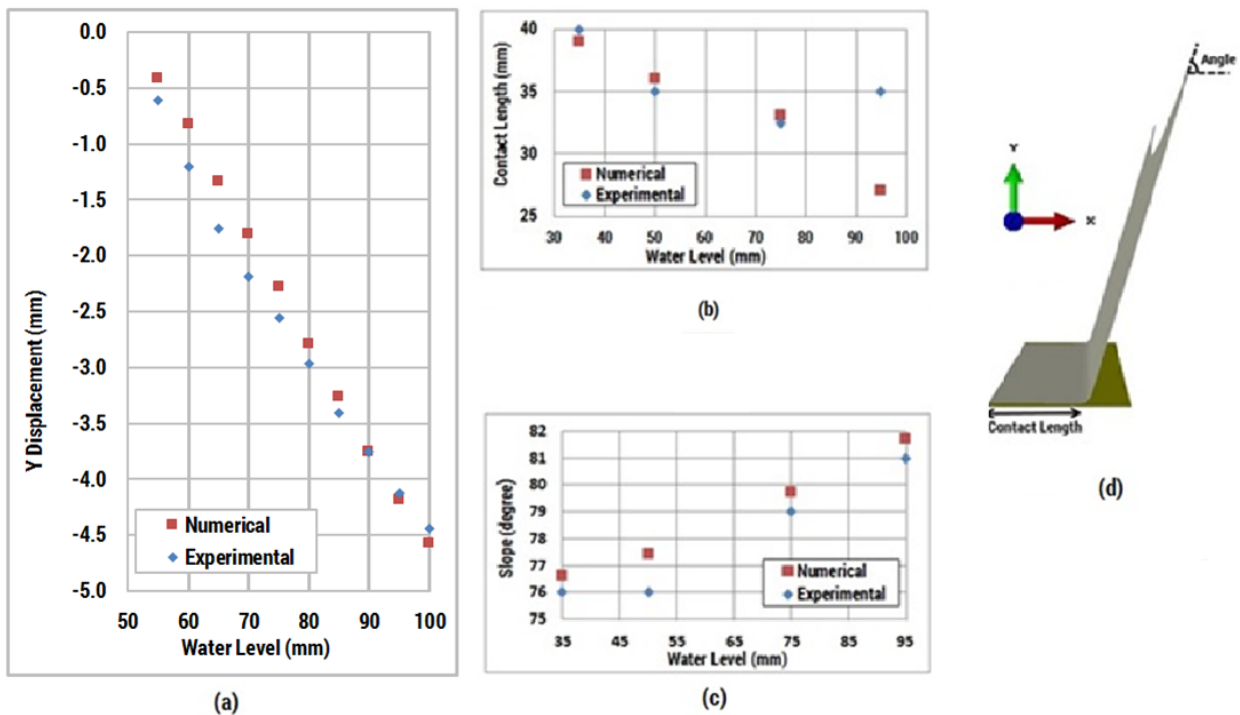 0.0
-0.5
-1.0
-1.5
-2.0
-2.5
-3.0
-3.5
-4.0
-4.5
-5.0
Y Displacement (mm)
Numerical
Experimental
50 60 70 80 90 100
Water Level (mm)
(a)
40
35
30
25
Contact Length (mm)
Numerical
Experimental
30 40 50 60 70 80 90 100
Water Level (mm)
(b)
82
81
80
79
78
77
76
75
Slope (degree)
Numerical
Experimental
35 45 55 65 75 85 95
Water Level (mm)
(c)
Angle
Y
X
Contact Length
(d)